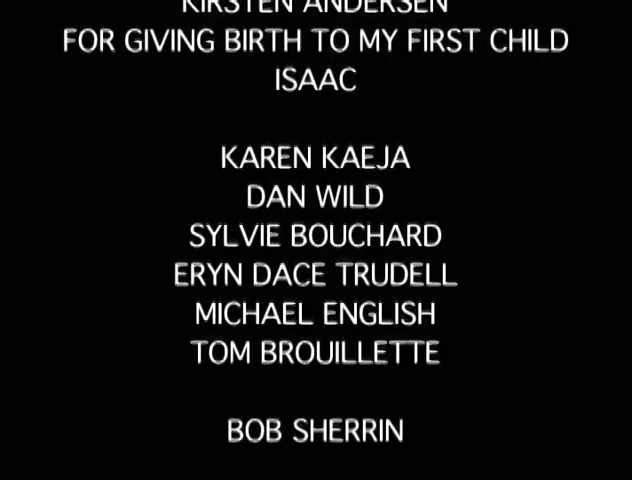 KIRSTEN ANDERSEN
FOR GIVING BIRTH TO MY FIRST CHILD
ISAAC
KAREN KAEJA
DAN WILD
SYLVIE BOUCHARD
ERYN DACE TRUDELL
MICHAEL ENGLISH
TOM BROUILLETTE
BOB SHERRIN